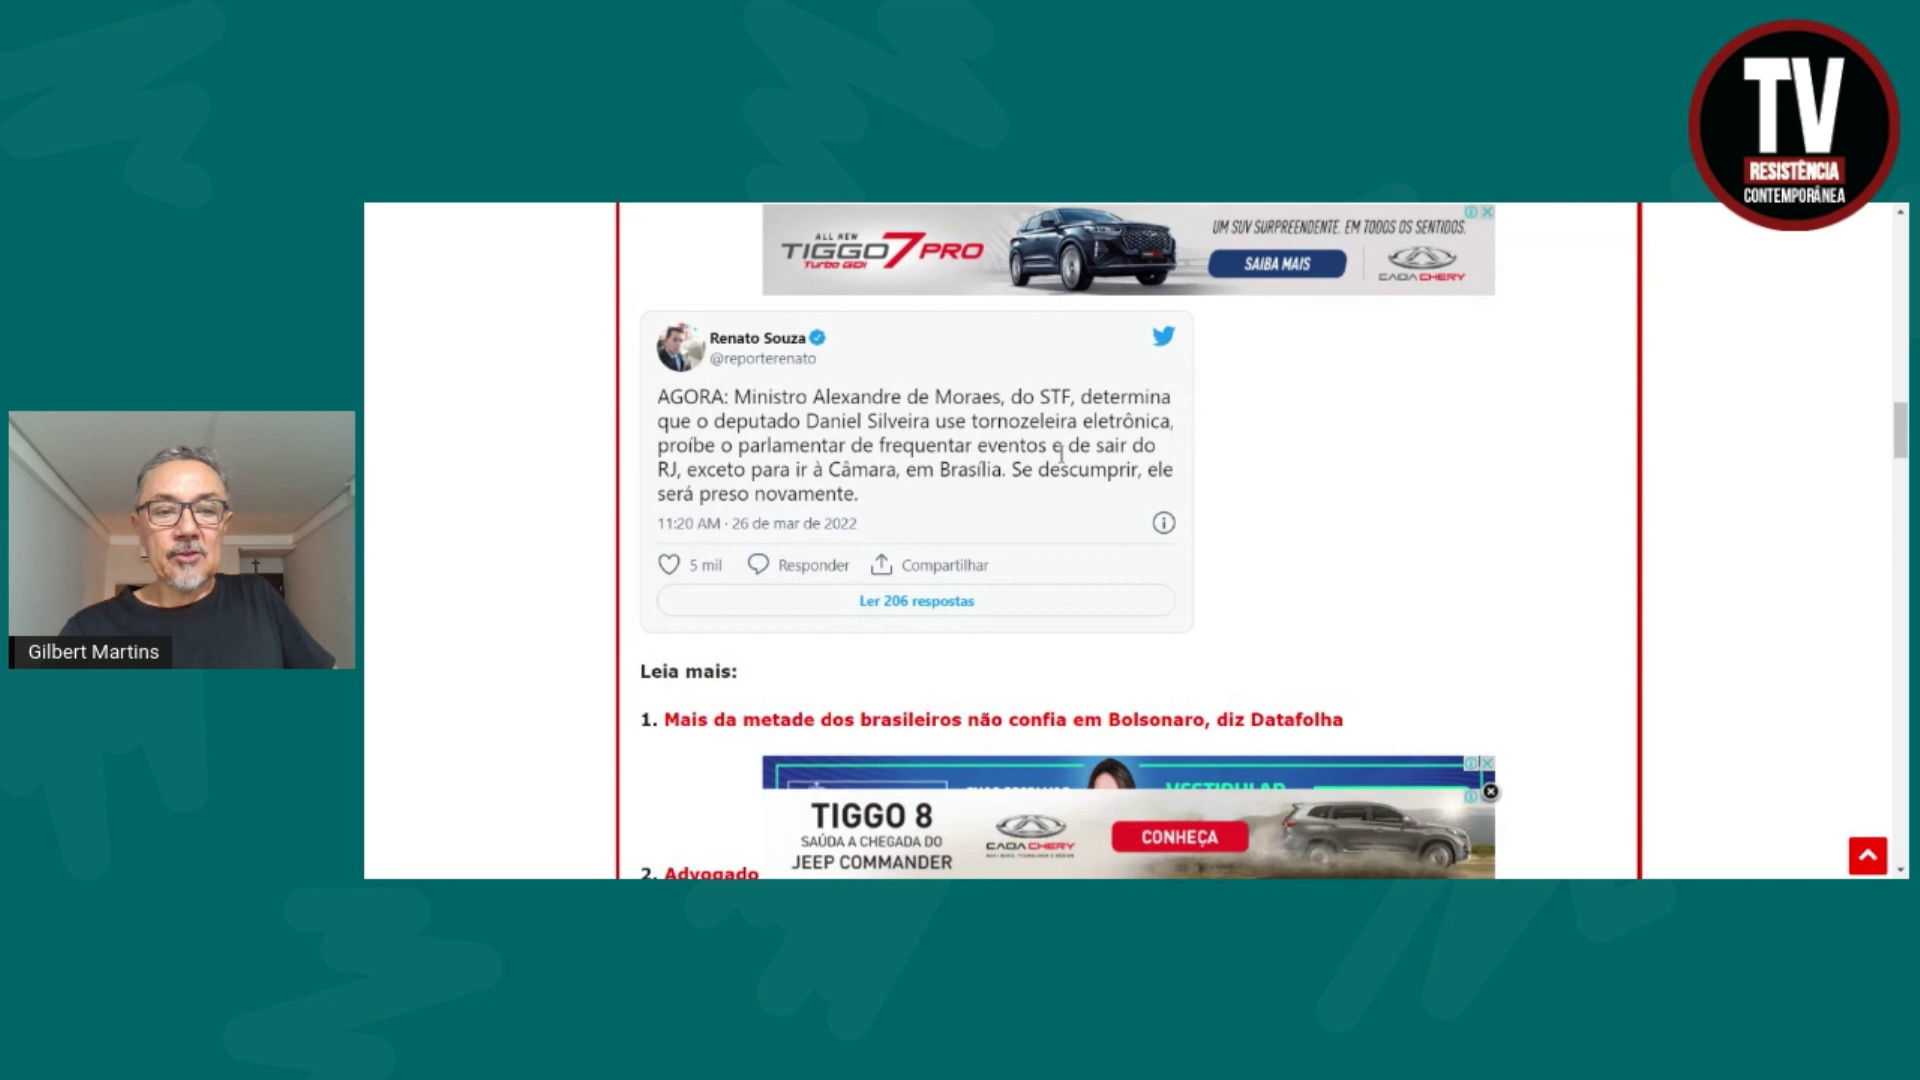 TV
RESISTÊNCIA
CONTEMPORÂNEA
ALL NEW
TIGGO 7 PRO
Turbo GDI
UM SUV SURPREENDENTE. EM TODOS OS SENTIDOS.
SAIBA MAIS
CAOA CHERY
Renato Souza
@reporterenato
AGORA: Ministro Alexandre de Moraes, do STF, determina
que o deputado Daniel Silveira use tornozeleira eletrônica,
proíbe o parlamentar de frequentar eventos e de sair do
RJ, exceto para ir à Câmara, em Brasília. Se descumprir, ele
será preso novamente.
11:20 AM · 26 de mar de 2022
5 mil
Responder
Compartilhar
Ler 206 respostas
Gilbert Martins
Leia mais:
1. Mais da metade dos brasileiros não confia em Bolsonaro, diz Datafolha
VESTIBULAR
TIGGO 8
SAÚDA A CHEGADA DO
JEEP COMMANDER
CAOA CHERY
CONHEÇA
2. Advogado